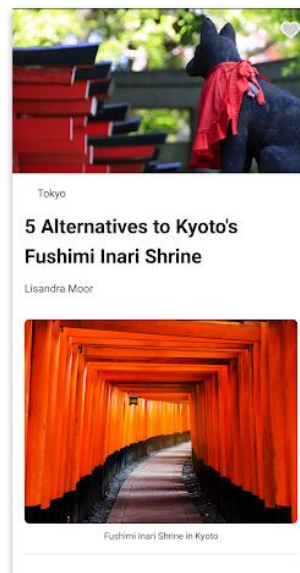 Tokyo
5 Alternatives to Kyoto's
Fushimi Inari Shrine
Lisandra Moor
Fushimi Inari Shrine in Kyoto